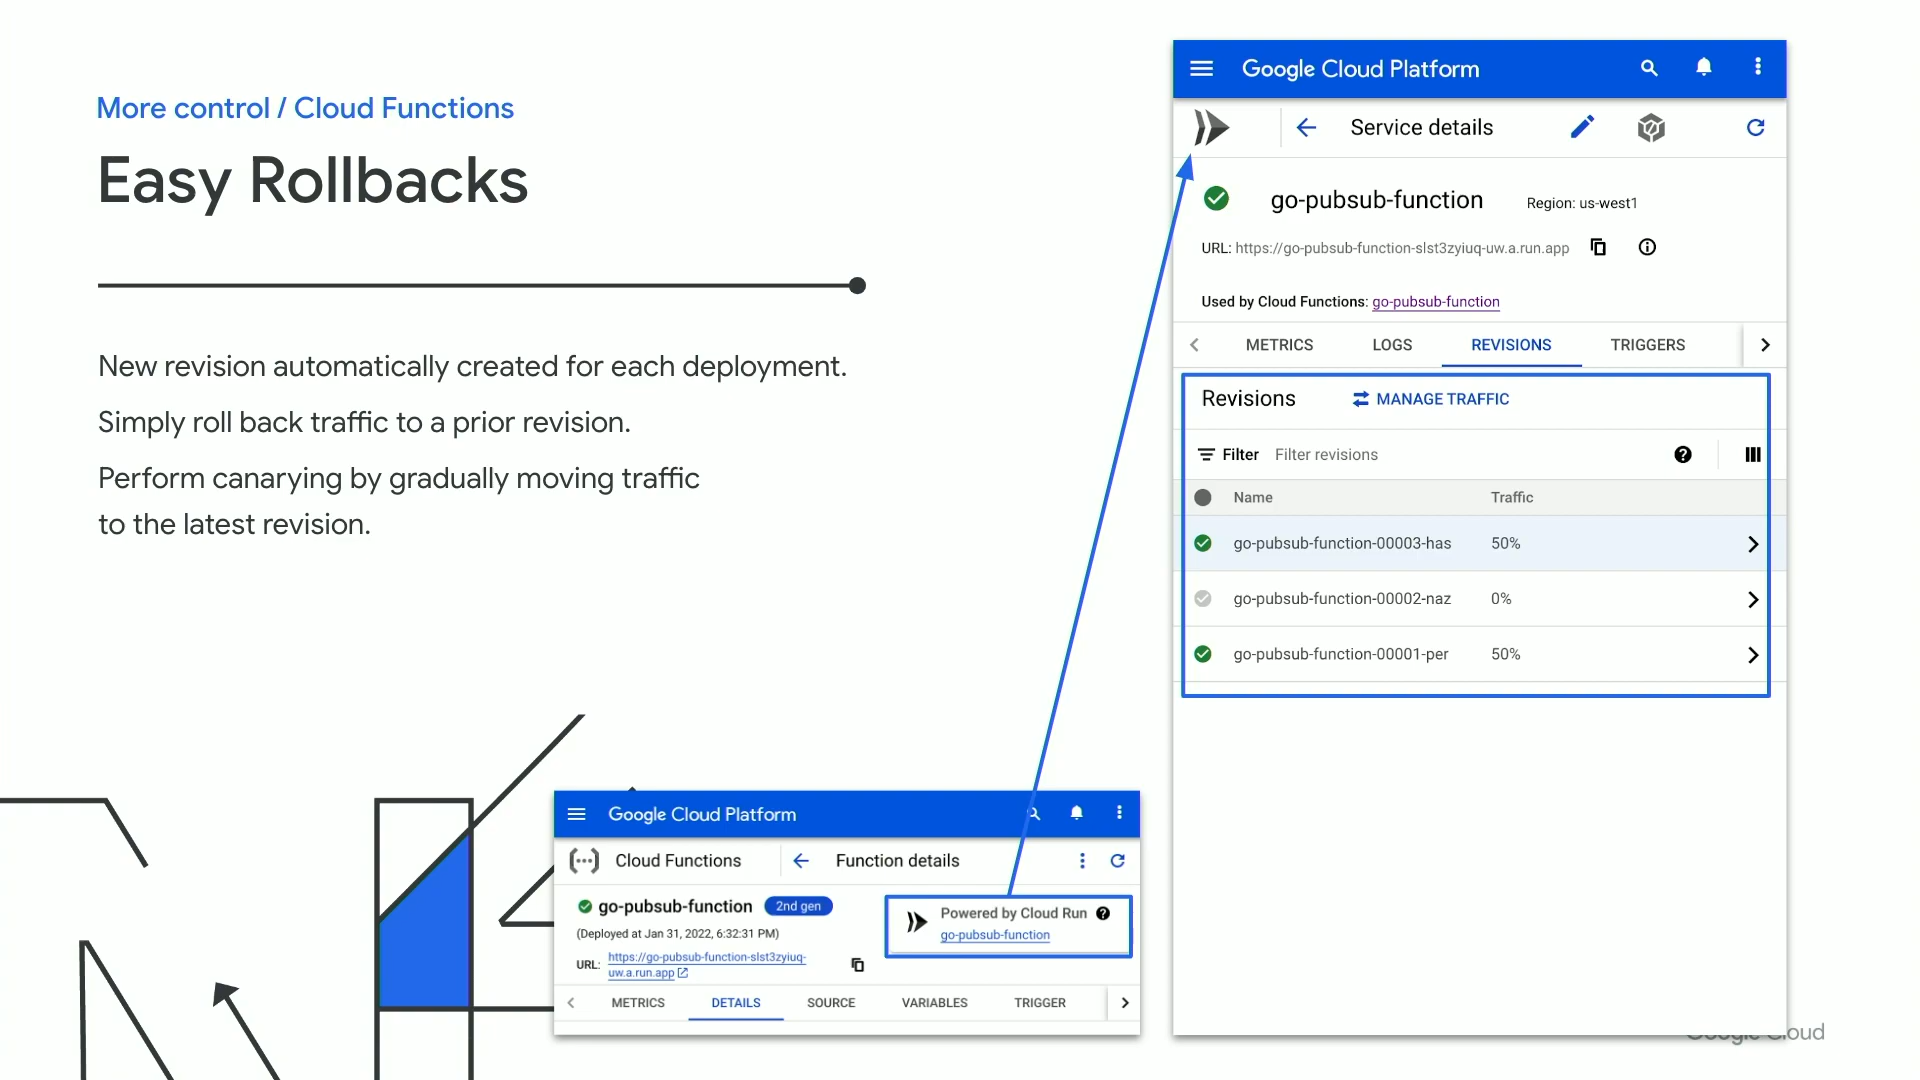 More control / Cloud Functions
Easy Rollbacks
New revision automatically created for each deployment.
Simply roll back traffic to a prior revision.
Perform canarying by gradually moving traffic
to the latest revision.
Google Cloud Platform
Cloud Functions
Function details
go-pubsub-function 2nd gen
(Deployed at Jan 31, 2022, 6:32:31 PM)
URL: https://go-pubsub-function-slst3zyiuq-
uw.a.run.app
Powered by Cloud Run
go-pubsub-function
METRICS DETAILS SOURCE VARIABLES TRIGGER
Google Cloud Platform
Service details
go-pubsub-function Region: us-west1
URL: https://go-pubsub-function-slst3zyiuq-uw.a.run.app
Used by Cloud Functions: go-pubsub-function
METRICS LOGS REVISIONS TRIGGERS
Revisions MANAGE TRAFFIC
Filter Filter revisions
Name Traffic
go-pubsub-function-00003-has 50%
go-pubsub-function-00002-naz 0%
go-pubsub-function-00001-per 50%
Google Cloud